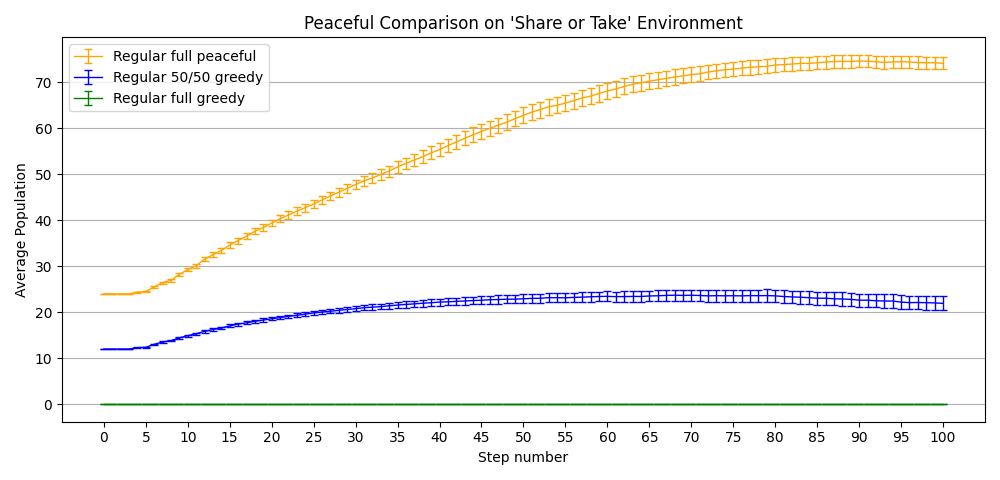 Peaceful Comparison on 'Share or Take' Environment
Regular full peaceful
Regular 50/50 greedy
Regular full greedy
Average Population
70
60
50
40
30
20
10
0
0 5 10 15 20 25 30 35 40 45 50 55 60 65 70 75 80 85 90 95 100
Step number